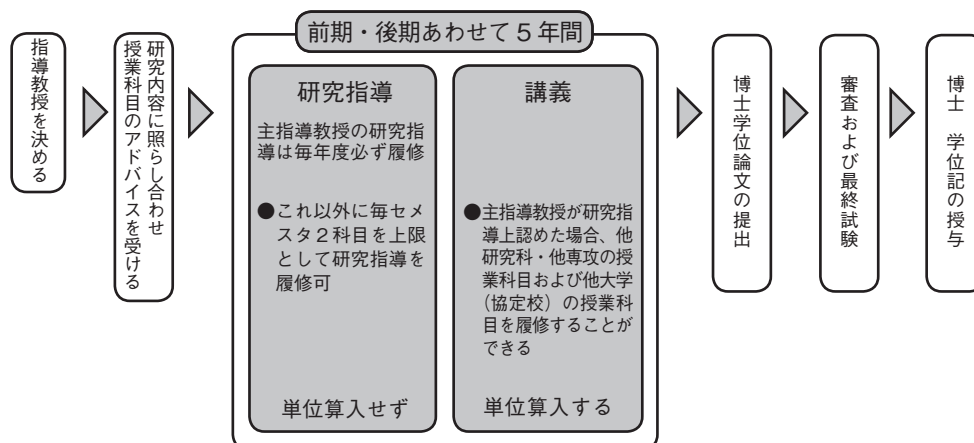 指導教授を決める
研究内容に照らし合わせ
授業科目のアドバイスを受ける
前期・後期あわせて5年間
研究指導
主指導教授の研究指
導は毎年度必ず履修
●これ以外に毎セメ
スタ2科目を上限
として研究指導を
履修可
単位算入せず
講義
●主指導教授が研究指
導上認めた場合、他
研究科・他専攻の授
業科目および他大学
(協定校)の授業科
目を履修することが
できる
単位算入する
博士学位論文の提出
審査および最終試験
博士 学位記の授与